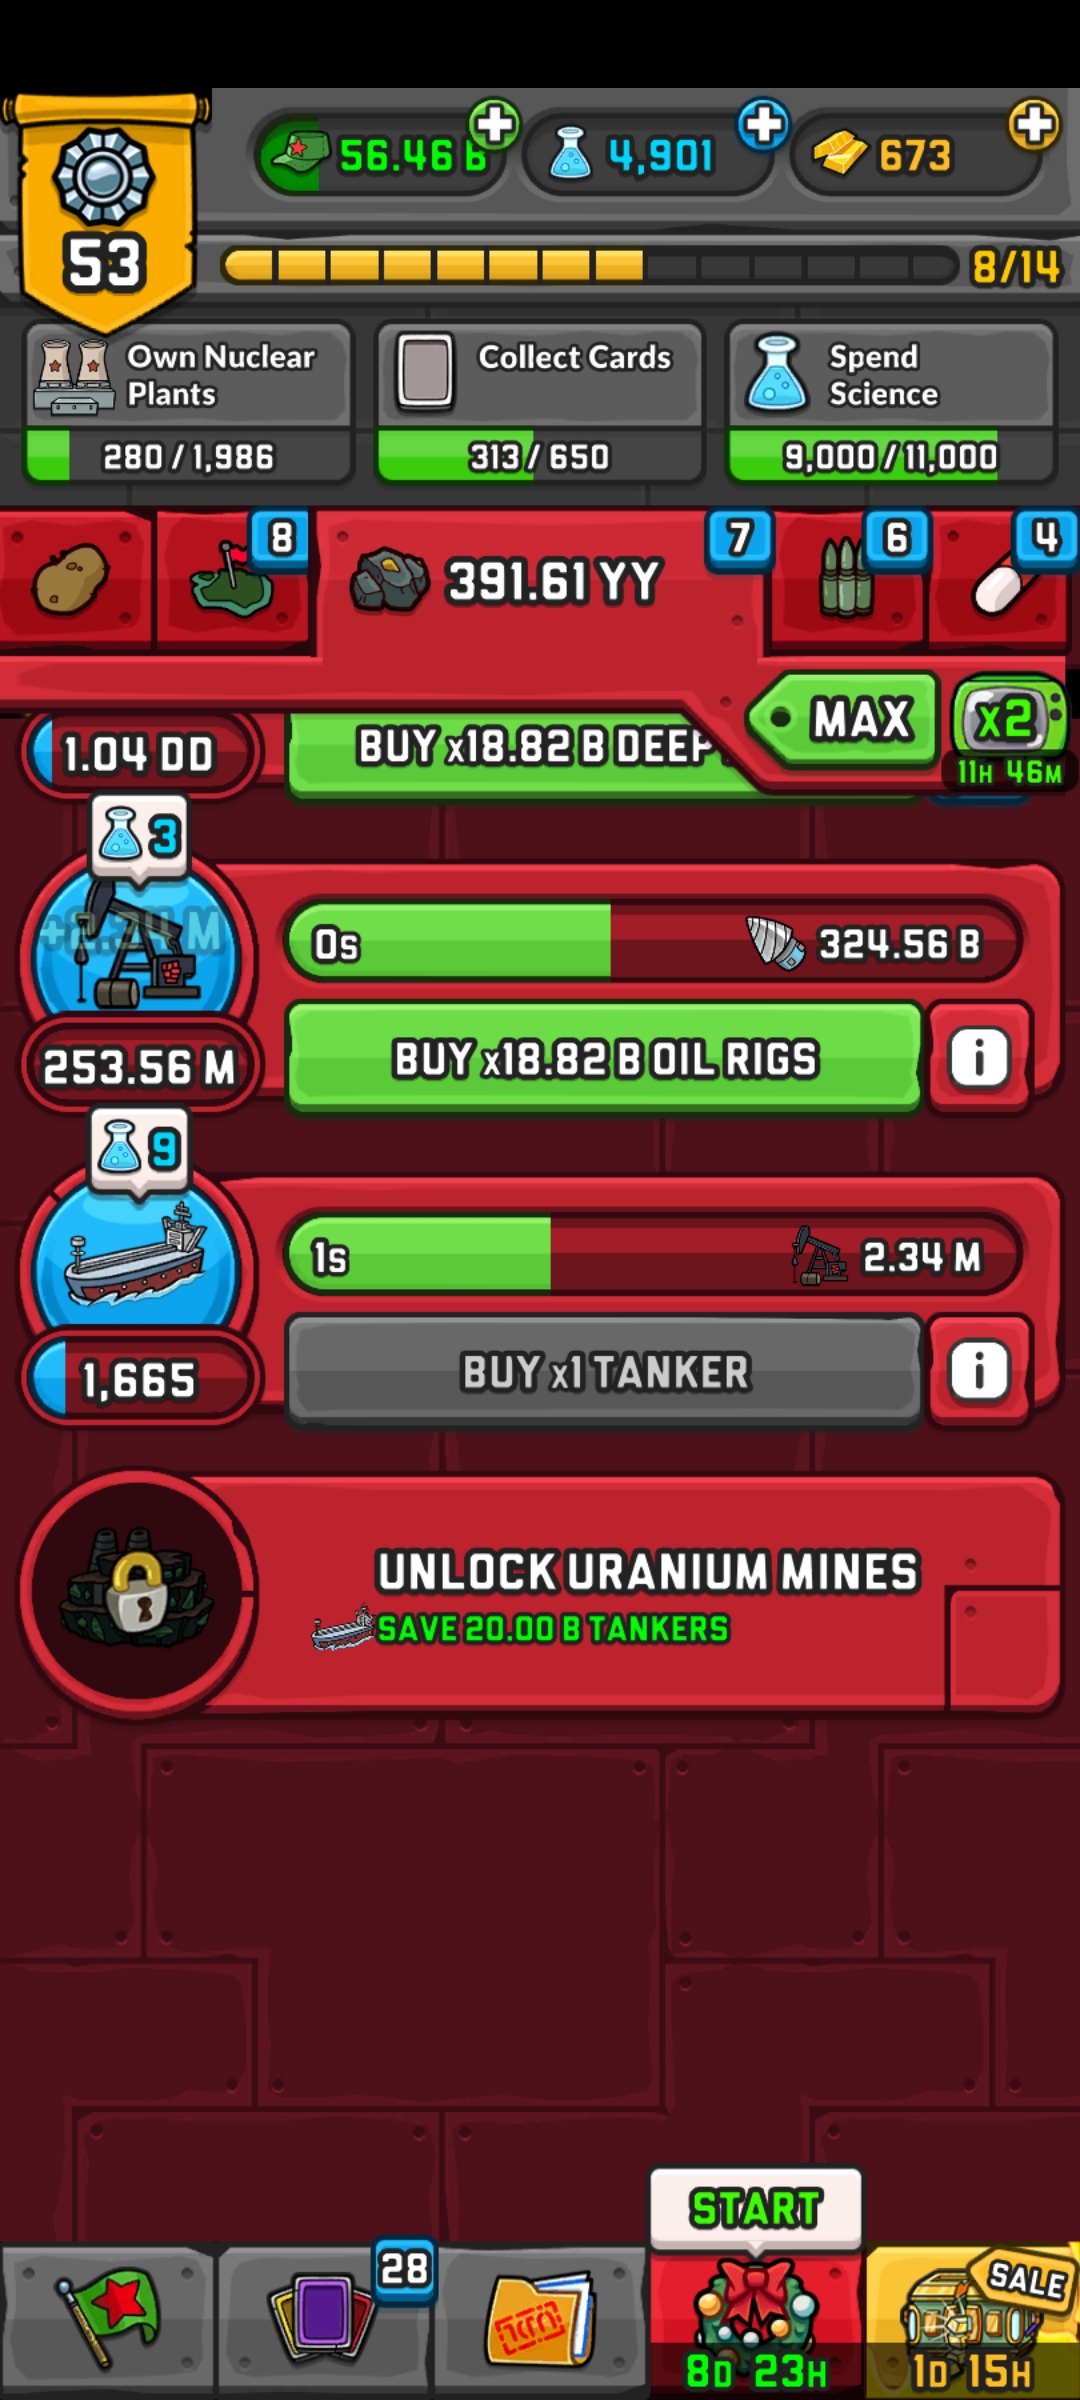 56.46 B
4,901
673
53
8/14
Own Nuclear
Plants
280 / 1,986
Collect Cards
313 / 650
Spend
Science
9,000 / 11,000
8
391.61 YY
7
6
4
MAX
x2
11H 46M
1.04 DD
BUY x18.82 B DEEP
3
0s
324.56 B
253.56 M
BUY x18.82 B OIL RIGS
i
9
1s
2.34 M
1,665
BUY x1 TANKER
i
UNLOCK URANIUM MINES
SAVE 20.00 B TANKERS
START
28
SALE
8D 23H
1D 15H